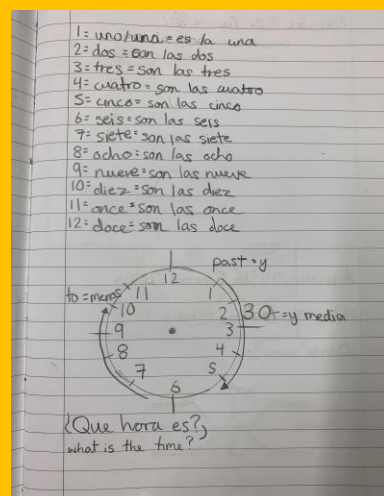 1= uno/una = es la una
2= dos = son las dos
3= tres = son las tres
4= cuatro = son las cuatro
5= cinco = son las cinco
6= seis = son las seis
7= siete = son las siete
8= ocho = son las ocho
9= nueve = son las nueve
10= diez = son las diez
11= once = son las once
12= doce = son las doce
past = y
to = menos
30 = y media
12
1
2
3
4
5
6
7
8
9
10
11
¿Que hora es?
what is the time?